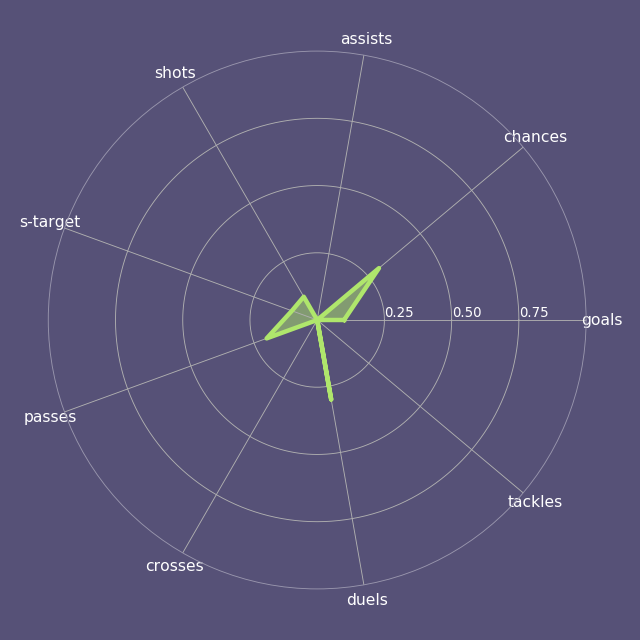 assists
shots
chances
s-target
0.25
0.50
0.75
goals
passes
tackles
crosses
duels